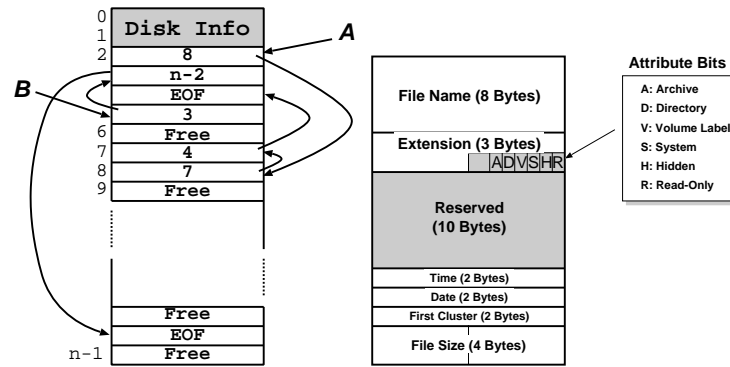 0
1
Disk Info
A
2
8
n-2
B
EOF
3
6
Free
7
4
8
7
9
Free
Free
EOF
n-1
Free
File Name (8 Bytes)
Extension (3 Bytes)
A D V S H R
Reserved
(10 Bytes)
Time (2 Bytes)
Date (2 Bytes)
First Cluster (2 Bytes)
File Size (4 Bytes)
Attribute Bits
A: Archive
D: Directory
V: Volume Label
S: System
H: Hidden
R: Read-Only